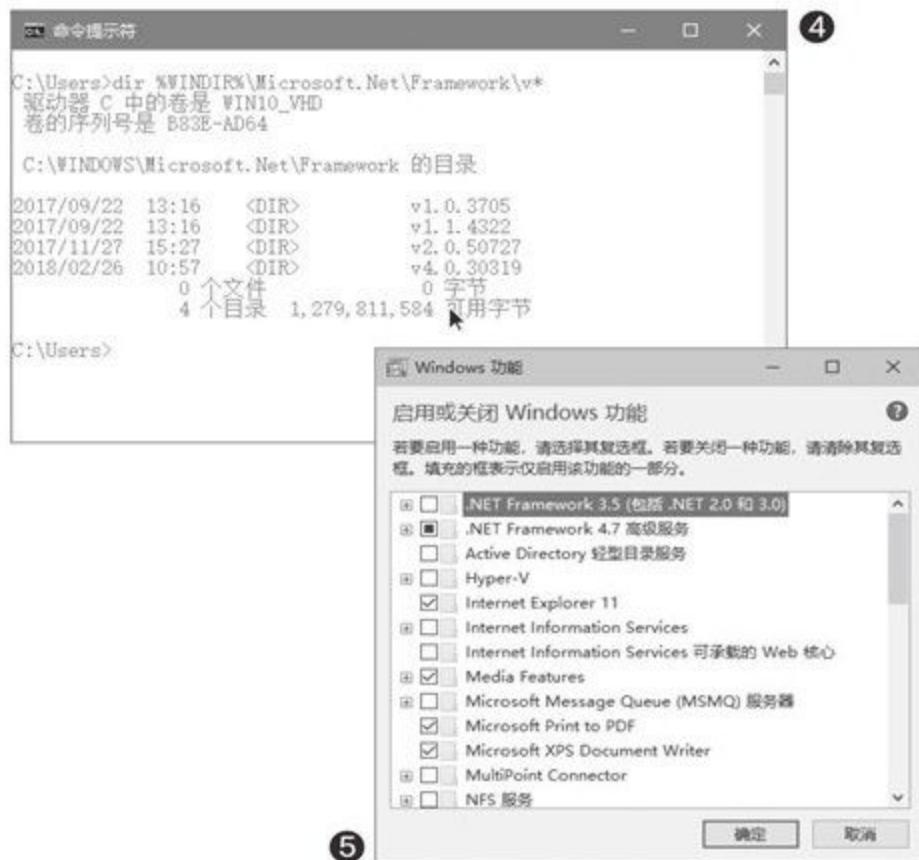 命令提示符
❹
C:\Users>dir %WINDIR%\Microsoft.Net\Framework\v*
驱动器 C 中的卷是 WIN10_VHD
卷的序列号是 B83E-AD64
C:\WINDOWS\Microsoft.Net\Framework 的目录
2017/09/22 13:16 <DIR> v1.0.3705
2017/09/22 13:16 <DIR> v1.1.4322
2017/11/27 15:27 <DIR> v2.0.50727
2018/02/26 10:57 <DIR> v4.0.30319
0 个文件 0 字节
4 个目录 1,279,811,584 可用字节
C:\Users>
Windows 功能
启用或关闭 Windows 功能
若要启用一种功能，请选择其复选框。若要关闭一种功能，请清除其复选
框。填充的框表示仅启用该功能的一部分。
.NET Framework 3.5 (包括 .NET 2.0 和 3.0)
.NET Framework 4.7 高级服务
Active Directory 轻型目录服务
Hyper-V
Internet Explorer 11
Internet Information Services
Internet Information Services 可承载的 Web 核心
Media Features
Microsoft Message Queue (MSMQ) 服务器
Microsoft Print to PDF
Microsoft XPS Document Writer
MultiPoint Connector
NFS 服务
确定 取消
❺